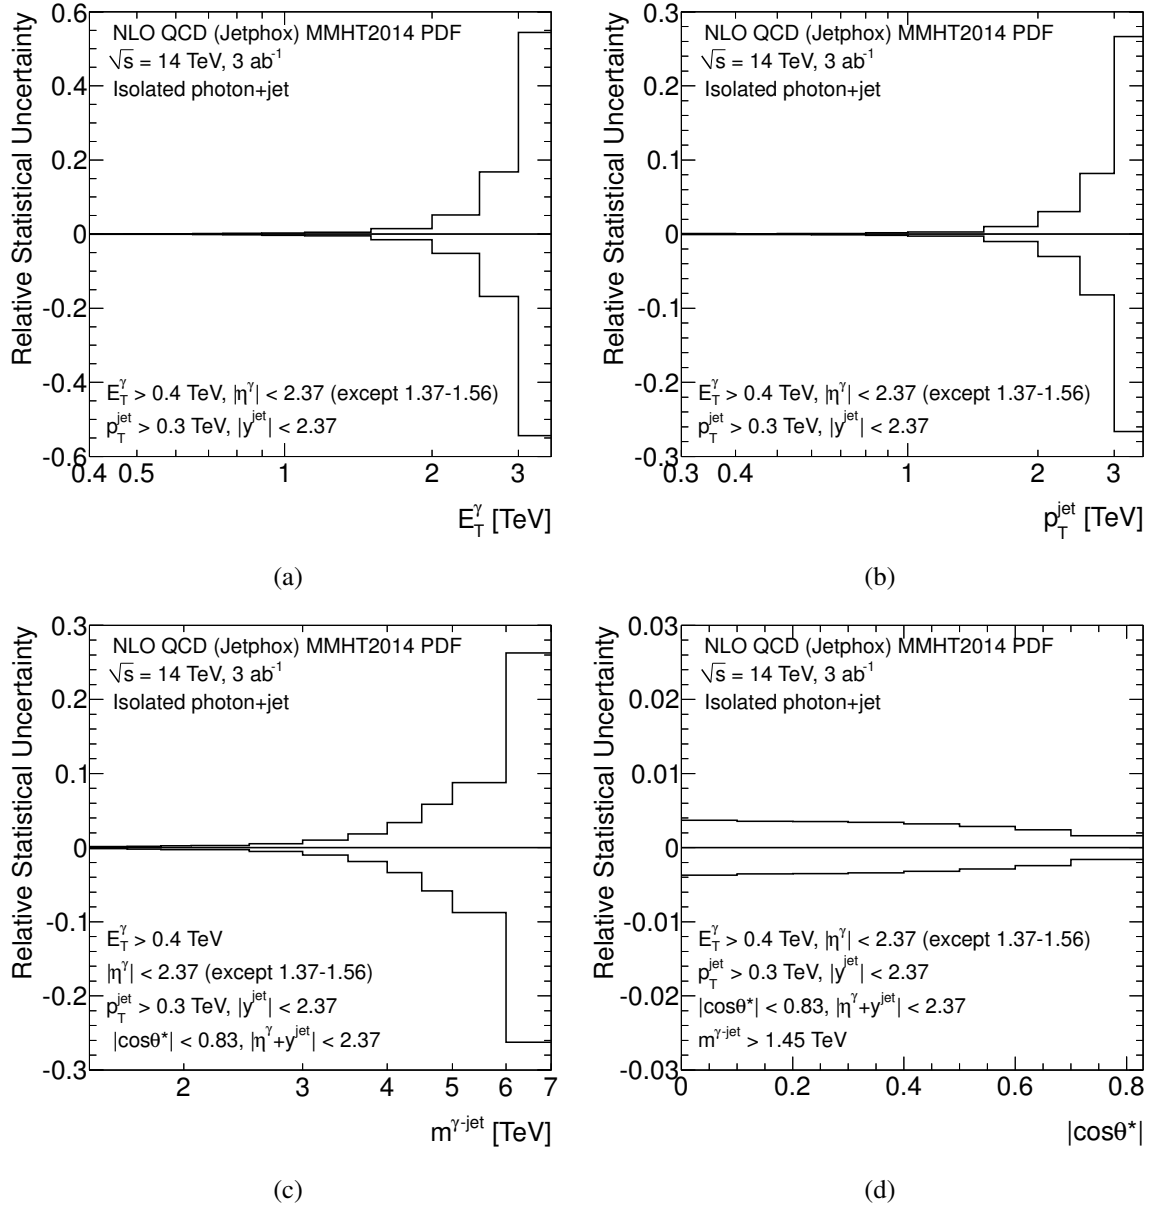 Relative Statistical Uncertainty
0.6
0.4
0.2
0
-0.2
-0.4
-0.6
NLO QCD (Jetphox) MMHT2014 PDF
√s = 14 TeV, 3 ab⁻¹
Isolated photon+jet
E_T^γ > 0.4 TeV, |η^γ| < 2.37 (except 1.37-1.56)
p_T^jet > 0.3 TeV, |y^jet| < 2.37
0.4 0.5 1 2 3
E_T^γ [TeV]
(a)
Relative Statistical Uncertainty
0.3
0.2
0.1
0
-0.1
-0.2
-0.3
NLO QCD (Jetphox) MMHT2014 PDF
√s = 14 TeV, 3 ab⁻¹
Isolated photon+jet
E_T^γ > 0.4 TeV, |η^γ| < 2.37 (except 1.37-1.56)
p_T^jet > 0.3 TeV, |y^jet| < 2.37
0.3 0.4 1 2 3
p_T^jet [TeV]
(b)
Relative Statistical Uncertainty
0.3
0.2
0.1
0
-0.1
-0.2
-0.3
NLO QCD (Jetphox) MMHT2014 PDF
√s = 14 TeV, 3 ab⁻¹
Isolated photon+jet
E_T^γ > 0.4 TeV
|η^γ| < 2.37 (except 1.37-1.56)
p_T^jet > 0.3 TeV, |y^jet| < 2.37
|cosθ*| < 0.83, |η^γ+y^jet| < 2.37
2 3 4 5 6 7
m^γ-jet [TeV]
(c)
Relative Statistical Uncertainty
0.03
0.02
0.01
0
-0.01
-0.02
-0.03
NLO QCD (Jetphox) MMHT2014 PDF
√s = 14 TeV, 3 ab⁻¹
Isolated photon+jet
E_T^γ > 0.4 TeV, |η^γ| < 2.37 (except 1.37-1.56)
p_T^jet > 0.3 TeV, |y^jet| < 2.37
|cosθ*| < 0.83, |η^γ+y^jet| < 2.37
m^γ-jet > 1.45 TeV
0 0.2 0.4 0.6 0.8
|cosθ*|
(d)